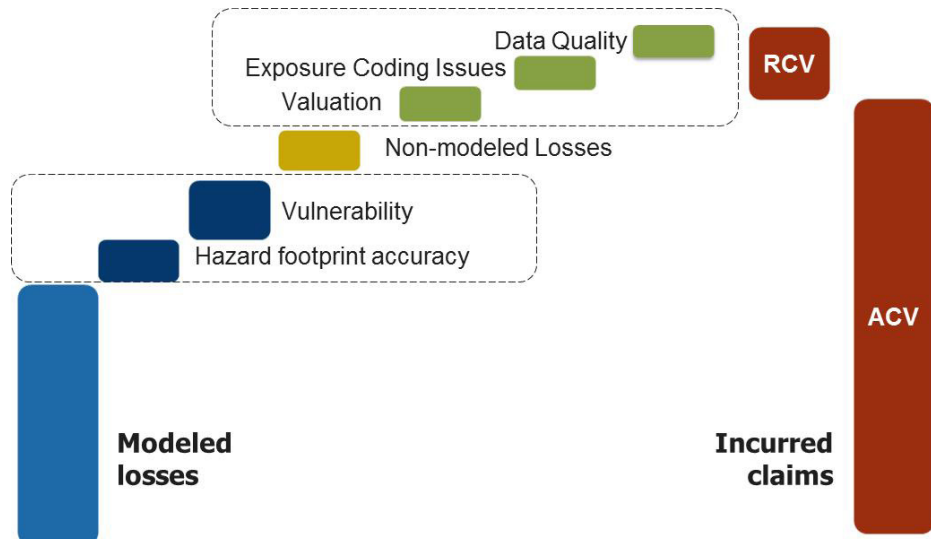 Data Quality
RCV
Exposure Coding Issues
Valuation
Non-modeled Losses
Vulnerability
Hazard footprint accuracy
ACV
Modeled
losses
Incurred
claims